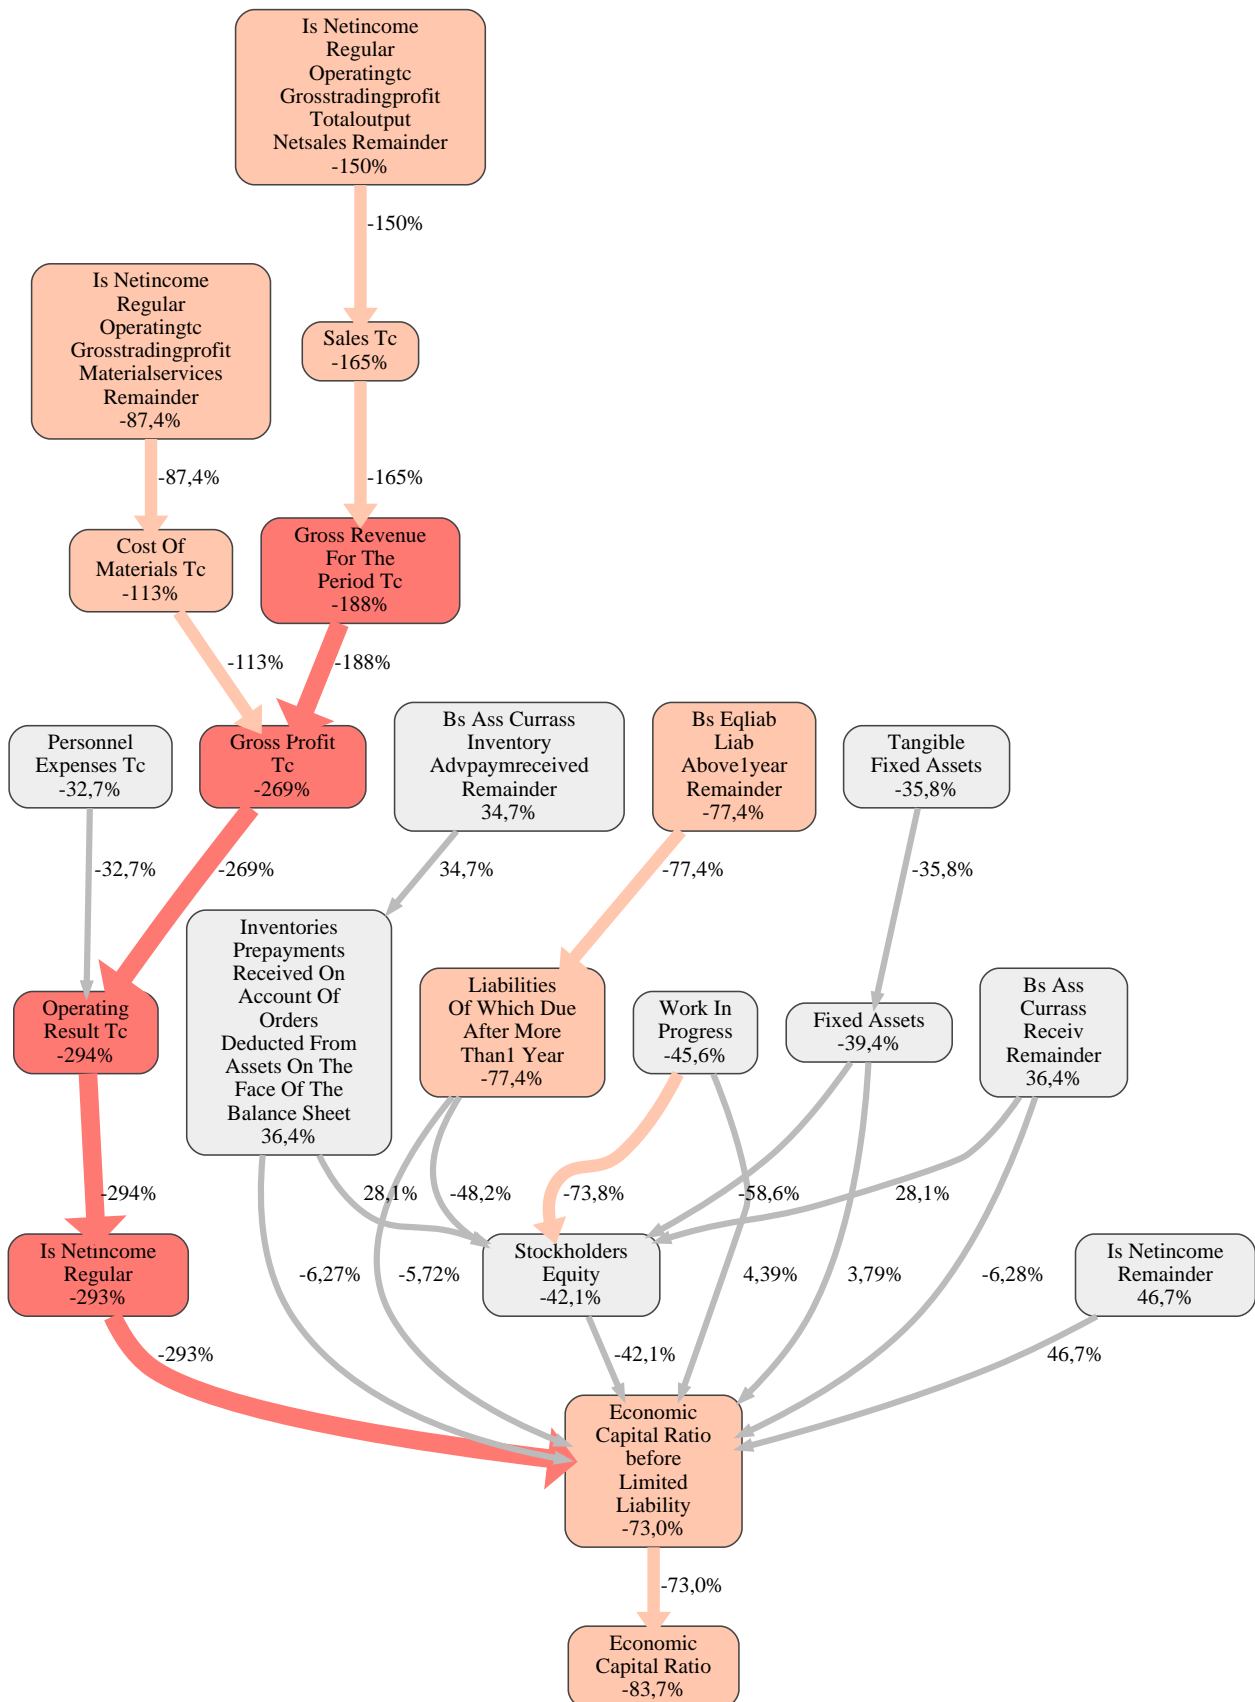 Is Netincome
Regular
Operatingtc
Grosstradingprofit
Totaloutput
Netsales Remainder
-150%
-150%
Is Netincome
Regular
Operatingtc
Grosstradingprofit
Materialservices
Remainder
-87,4%
Sales Tc
-165%
-87,4%
-165%
Cost Of
Materials Tc
-113%
Gross Revenue
For The
Period Tc
-188%
-113%
-188%
Personnel
Expenses Tc
-32,7%
Gross Profit
Tc
-269%
Bs Ass Currass
Inventory
Advpaymreceived
Remainder
34,7%
Bs Eqliab
Liab
Above1year
Remainder
-77,4%
Tangible
Fixed Assets
-35,8%
-32,7%
-269%
34,7%
-77,4%
-35,8%
Operating
Result Tc
-294%
Inventories
Prepayments
Received On
Account Of
Orders
Deducted From
Assets On The
Face Of The
Balance Sheet
36,4%
Liabilities
Of Which Due
After More
Than1 Year
-77,4%
Work In
Progress
-45,6%
Fixed Assets
-39,4%
Bs Ass
Currass
Receiv
Remainder
36,4%
-294%
28,1%
-48,2%
-73,8%
-58,6%
28,1%
Is Netincome
Regular
-293%
-6,27%
-5,72%
Stockholders
Equity
-42,1%
4,39%
3,79%
-6,28%
Is Netincome
Remainder
46,7%
-293%
-42,1%
46,7%
Economic
Capital Ratio
before
Limited
Liability
-73,0%
-73,0%
Economic
Capital Ratio
-83,7%